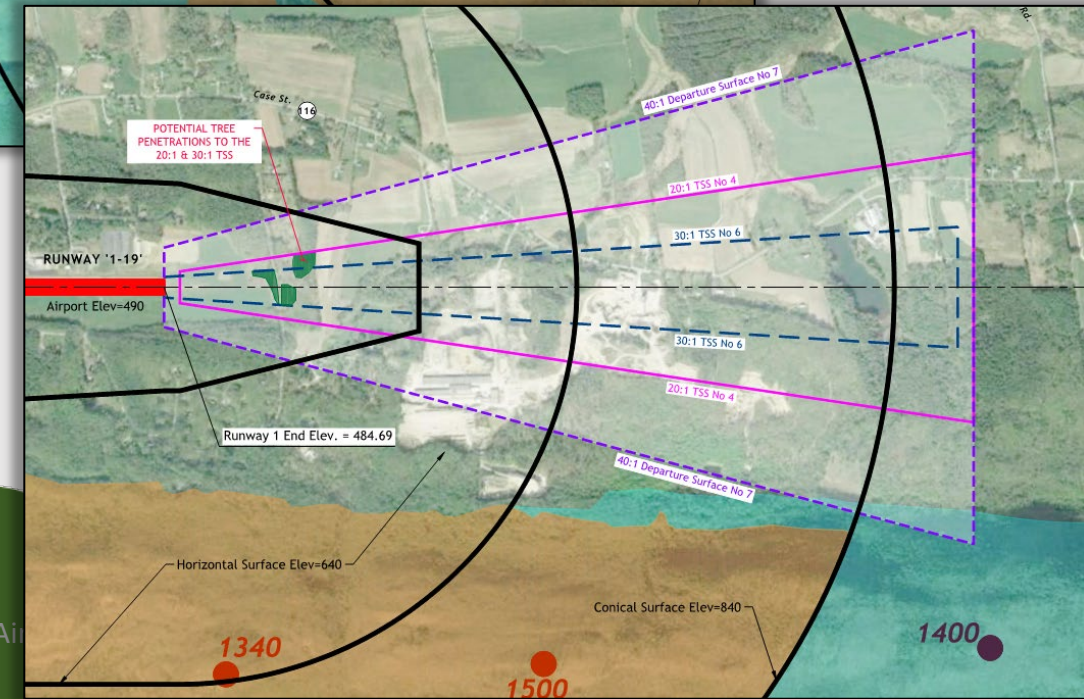 Rd.
40:1 Departure Surface No 7
Case St.
116
POTENTIAL TREE
PENETRATIONS TO THE
20:1 & 30:1 TSS
20:1 TSS No 4
30:1 TSS No 6
RUNWAY '1-19'
Airport Elev=490
30:1 TSS No 6
20:1 TSS No 4
Runway 1 End Elev. = 484.69
40:1 Departure Surface No 7
Horizontal Surface Elev=640
Conical Surface Elev=840
1340
1500
1400